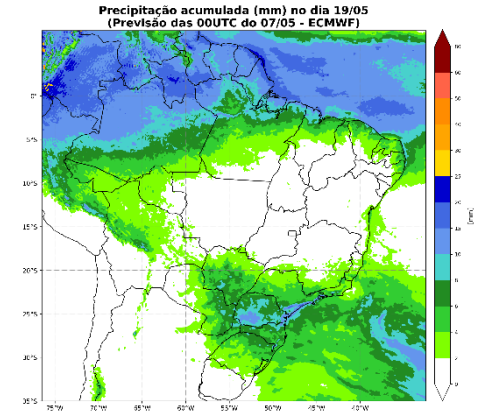 Precipitação acumulada (mm) no dia 19/05
(Previsão das 00UTC do 07/05 - ECMWF)
0°
5°S
10°S
15°S
20°S
25°S
30°S
35°S
75°W 70°W 65°W 60°W 55°W 50°W 45°W 40°W
[mm]